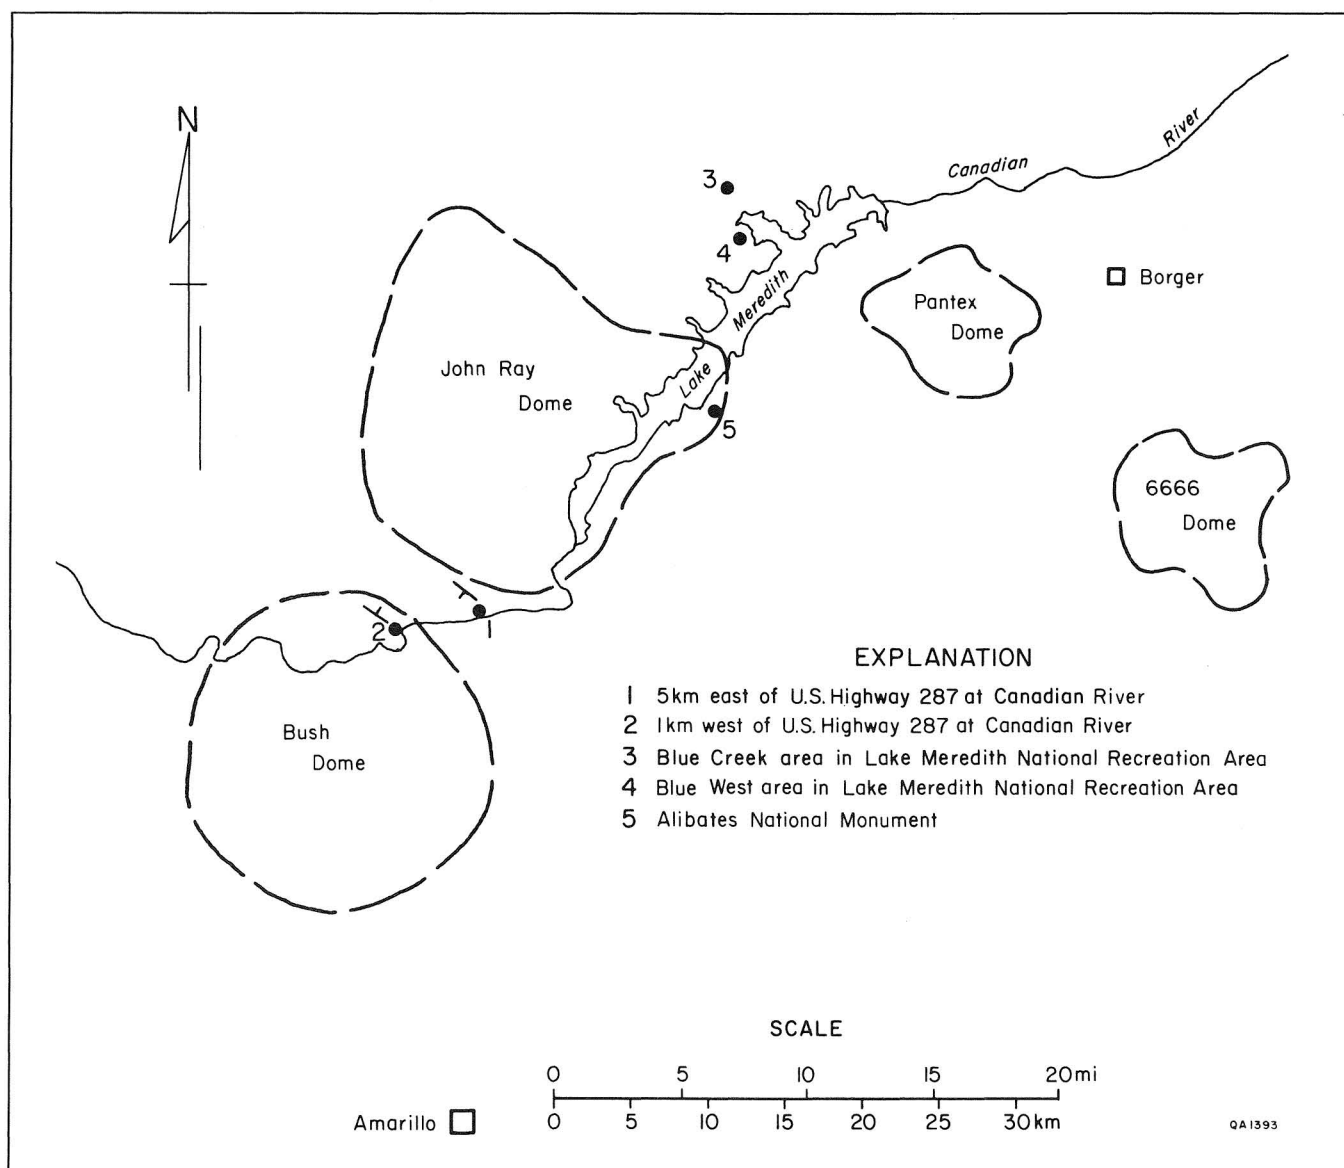 N
3
4
Canadian
River
Meredith
Lake
Borger
Pantex
Dome
John Ray
Dome
5
6666
Dome
1
2
Bush
Dome
EXPLANATION
1 5km east of U.S. Highway 287 at Canadian River
2 1km west of U.S. Highway 287 at Canadian River
3 Blue Creek area in Lake Meredith National Recreation Area
4 Blue West area in Lake Meredith National Recreation Area
5 Alibates National Monument
SCALE
0 5 10 15 20mi
0 5 10 15 20 25 30km
Amarillo
QA1393